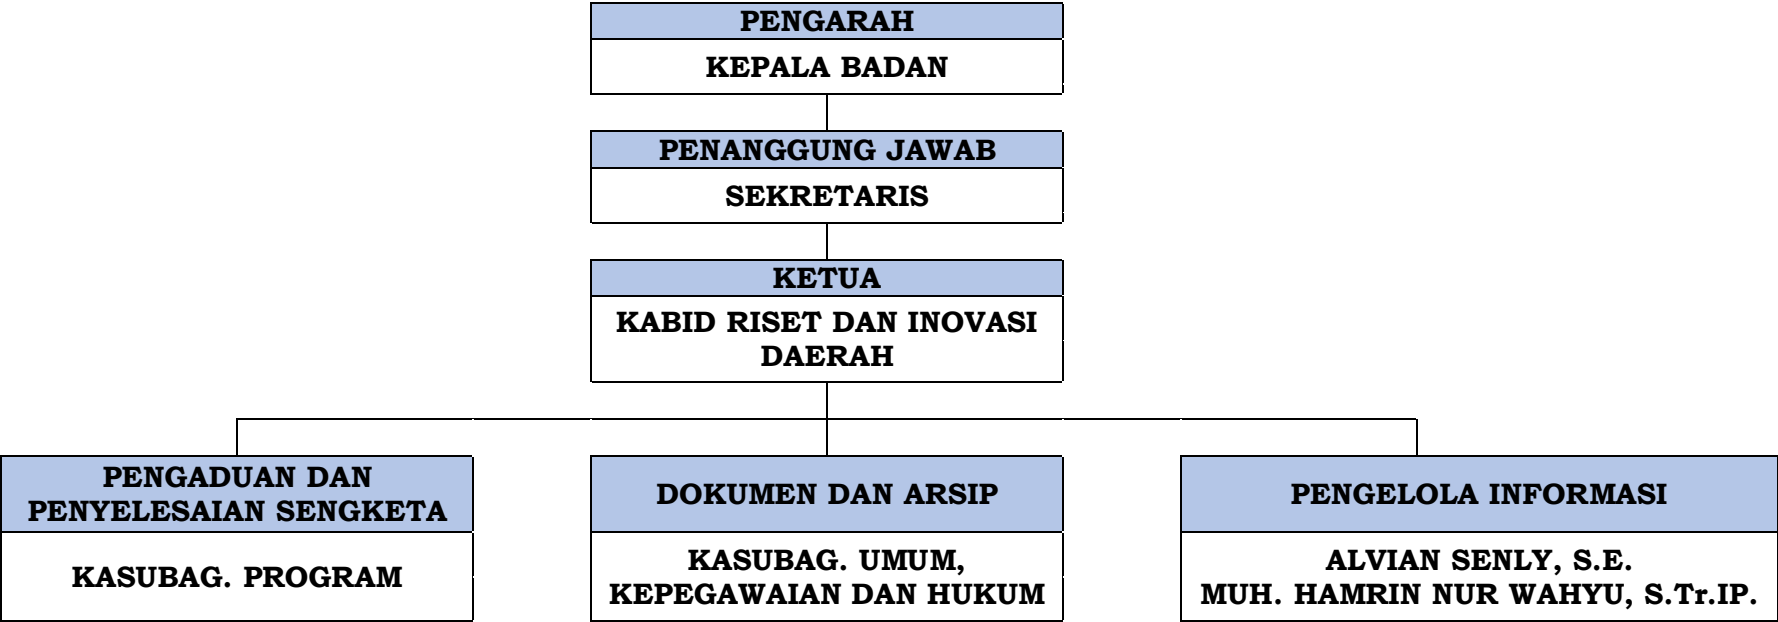 PENGARAH
KEPALA BADAN
PENANGGUNG JAWAB
SEKRETARIS
KETUA
KABID RISET DAN INOVASI
DAERAH
PENGADUAN DAN
PENYELESAIAN SENGKETA
KASUBAG. PROGRAM
DOKUMEN DAN ARSIP
KASUBAG. UMUM,
KEPEGAWAIAN DAN HUKUM
PENGELOLA INFORMASI
ALVIAN SENLY, S.E.
MUH. HAMRIN NUR WAHYU, S.Tr.IP.